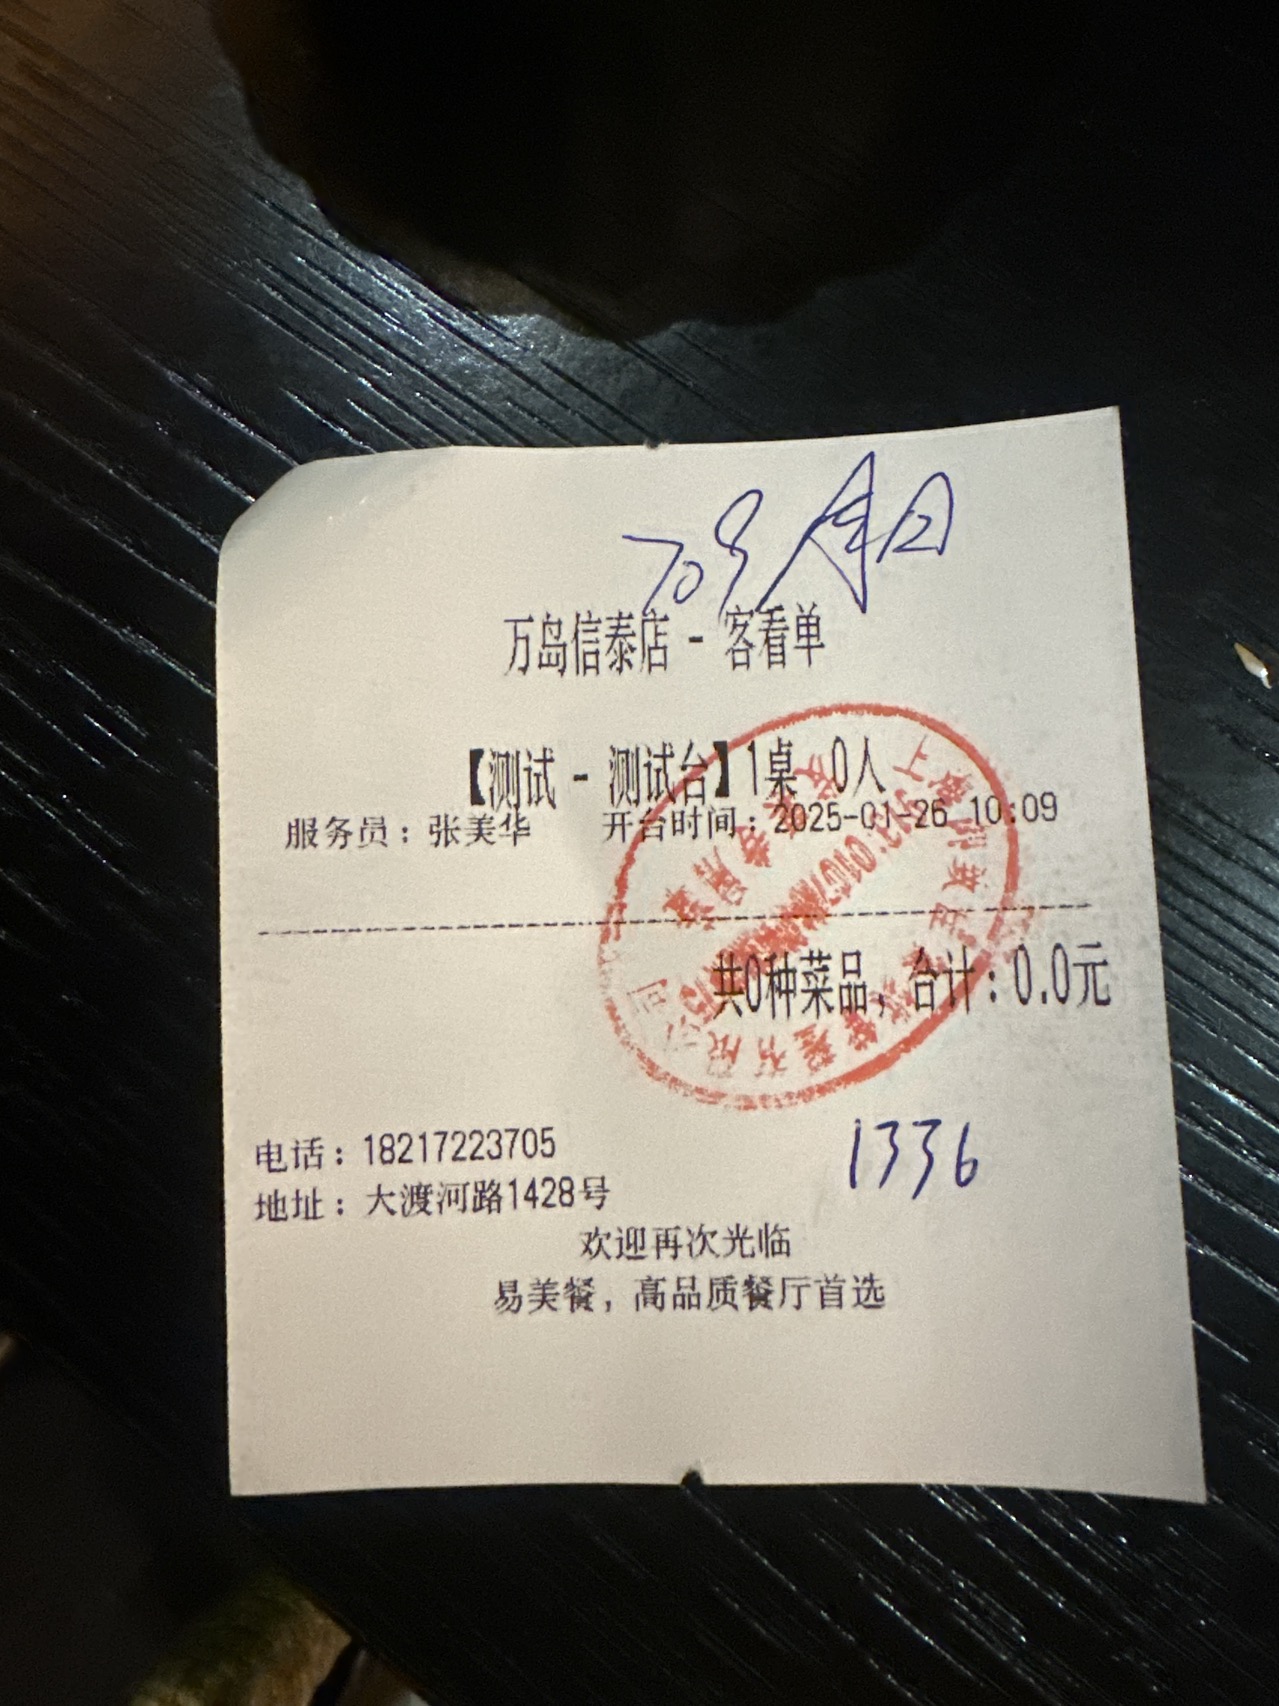 709
万岛信泰店 - 客看单
【测试 - 测试台】1桌 0人
服务员：张美华 开台时间：2025-01-26 10:09
共0种菜品，合计：0.0元
1336
电话：18217223705
地址：大渡河路1428号
欢迎再次光临
易美餐，高品质餐厅首选